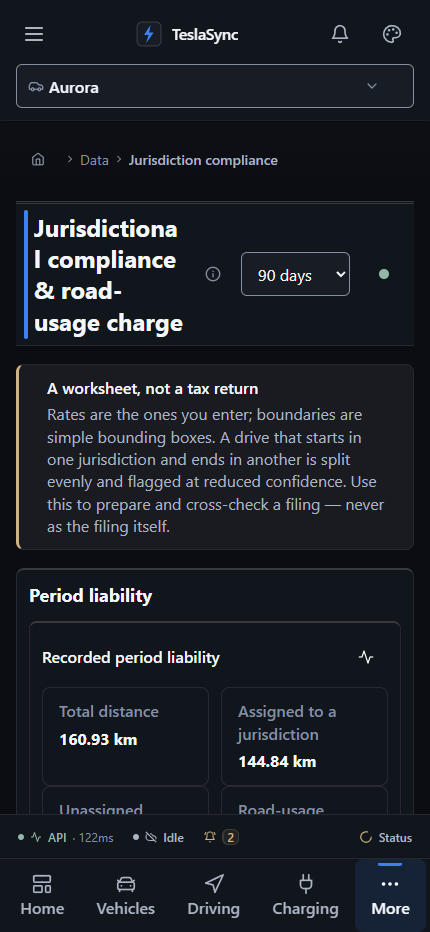 TeslaSync
Aurora
Data
Jurisdiction compliance
Jurisdictiona
l compliance
& road-
usage charge
90 days
A worksheet, not a tax return
Rates are the ones you enter; boundaries are
simple bounding boxes. A drive that starts in
one jurisdiction and ends in another is split
evenly and flagged at reduced confidence. Use
this to prepare and cross-check a filing — never
as the filing itself.
Period liability
Recorded period liability
Total distance
160.93 km
Assigned to a
jurisdiction
144.84 km
Unassigned
Road-usage
API · 122ms
Idle
2
Status
Home
Vehicles
Driving
Charging
More